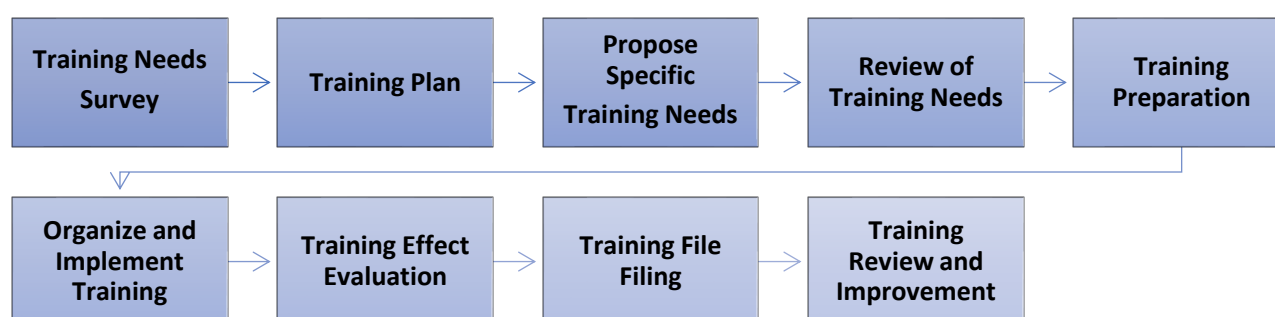 Training Needs
Survey
Training Plan
Propose
Specific
Training Needs
Review of
Training Needs
Training
Preparation
Organize and
Implement
Training
Training Effect
Evaluation
Training File
Filing
Training
Review and
Improvement